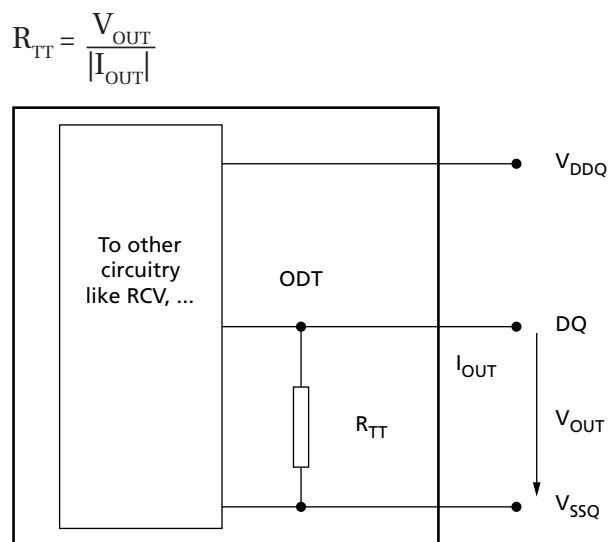 R_TT = V_OUT / |I_OUT|
V_DDQ
To other
circuitry
like RCV, ...
ODT
DQ
I_OUT
R_TT
V_OUT
V_SSQ